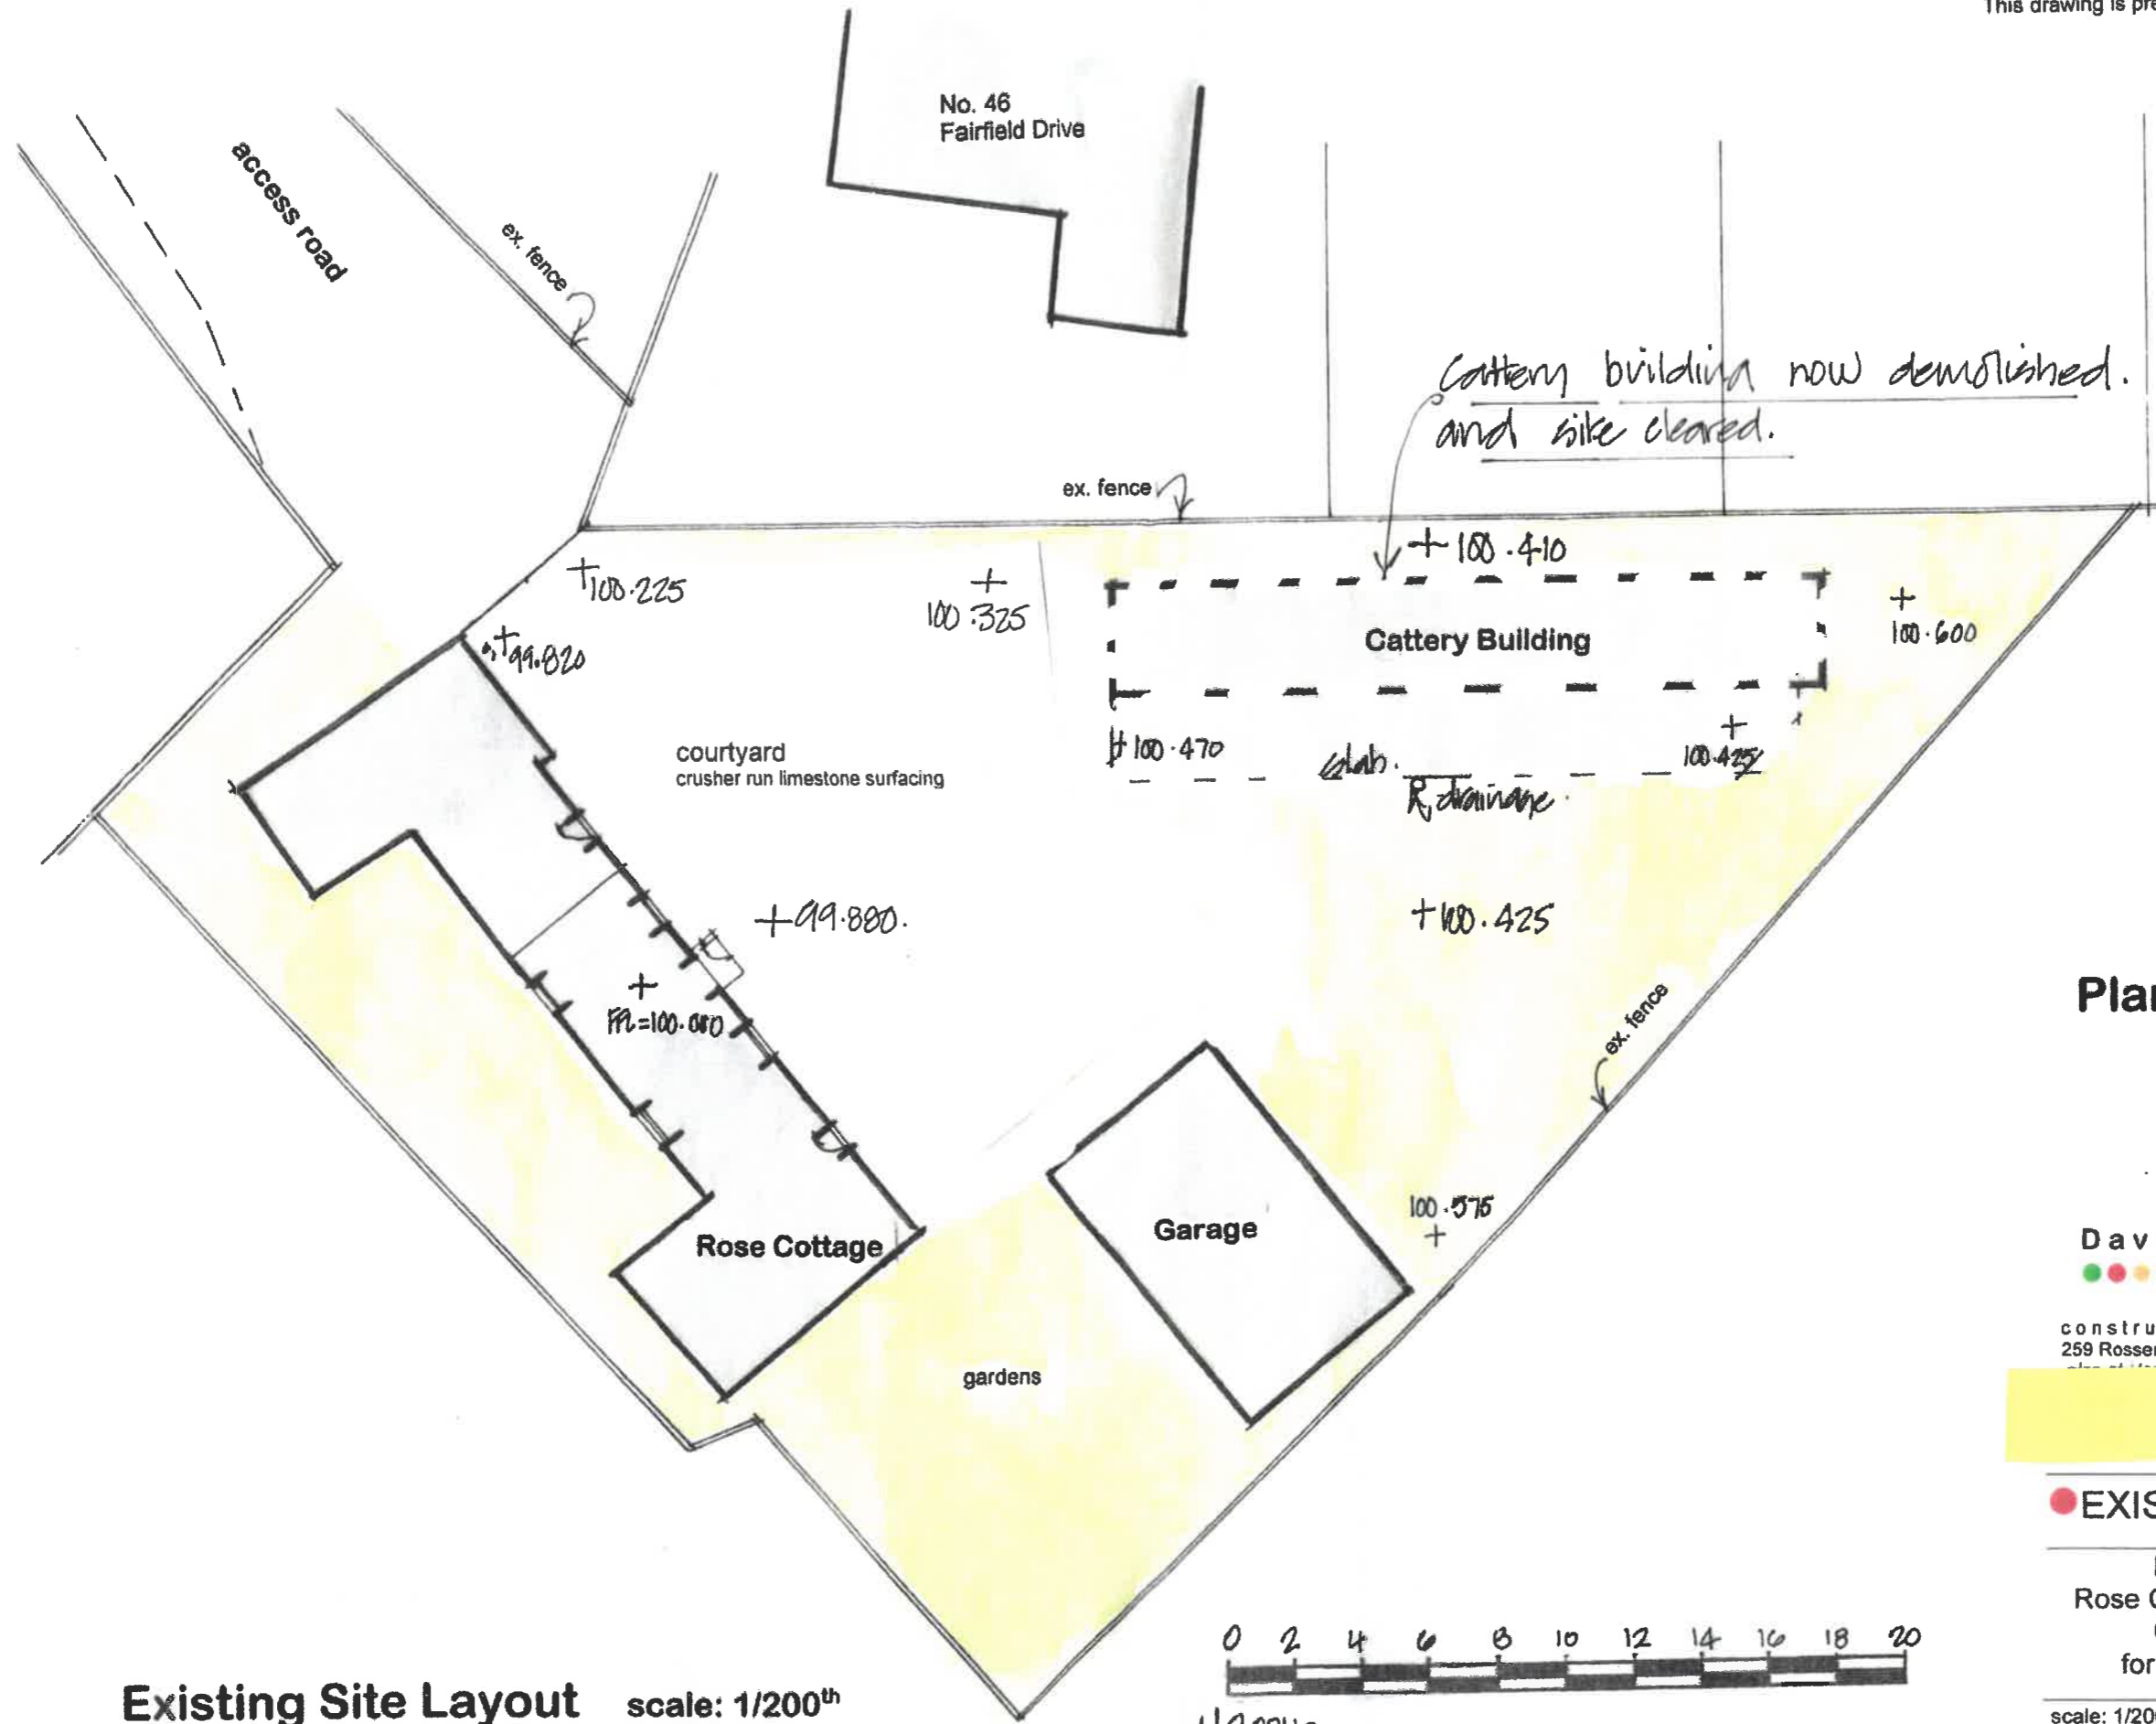 This drawing is pre
No. 46
Fairfield Drive
access road
ex. fence
Cattery building now demolished.
and site cleared.
ex. fence
+ 100.410
+ 100.225
+
100.325
+
100.600
Cattery Building
+ 99.820
+
+ 100.470
slab.
100.425
drainage.
courtyard
crusher run limestone surfacing
+ 99.880.
+ 100.425
+
FFL=100.000
Plan
ex. fence
100.575
+
Garage
Rose Cottage
Dav
constru
259 Rosse
gardens
EXIS
Rose C
for
0 2 4 6 8 10 12 14 16 18 20
Existing Site Layout scale: 1/200th
scale: 1/20